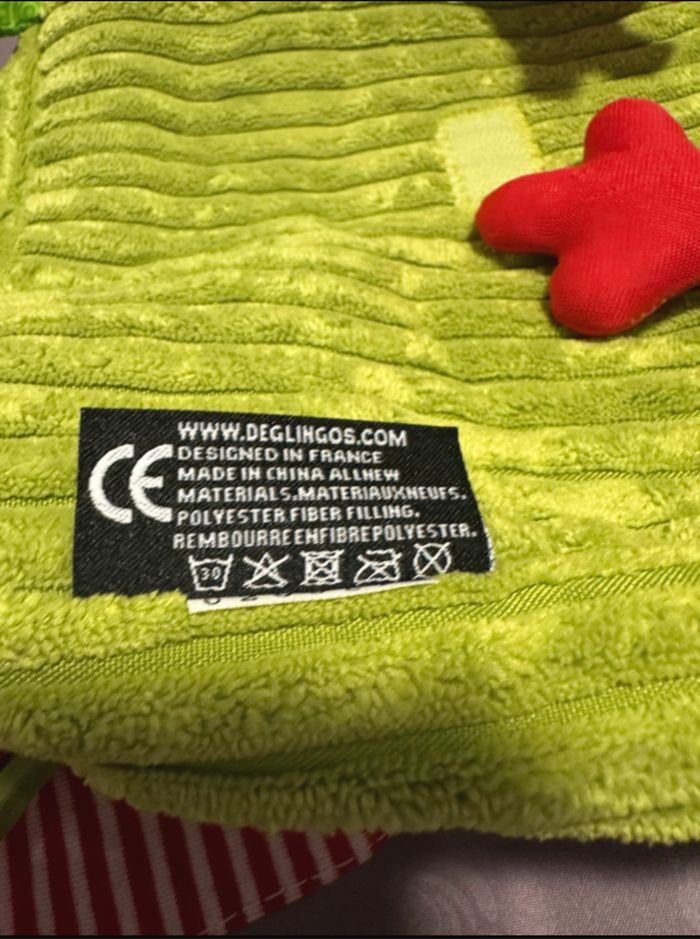 WWW.DEGLINGOS.COM
CE DESIGNED IN FRANCE
MADE IN CHINA ALLNEW
MATERIALS.MATERIAUXNEUFS.
POLYESTER FIBER FILLING.
REMBOURREENFIBREPOLYESTER.
30